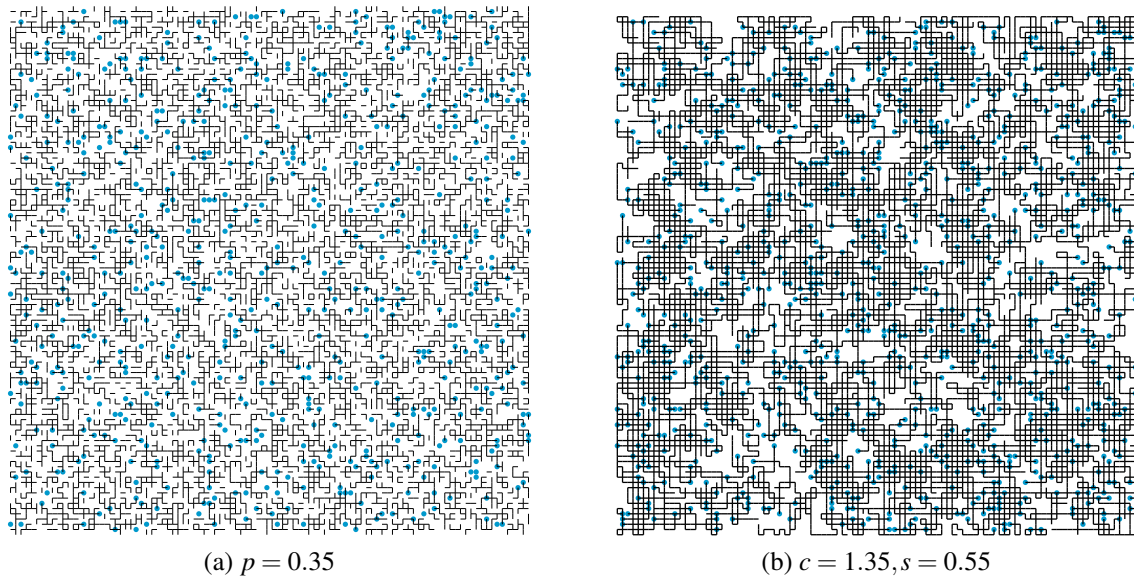 (a) p = 0.35
(b) c = 1.35, s = 0.55